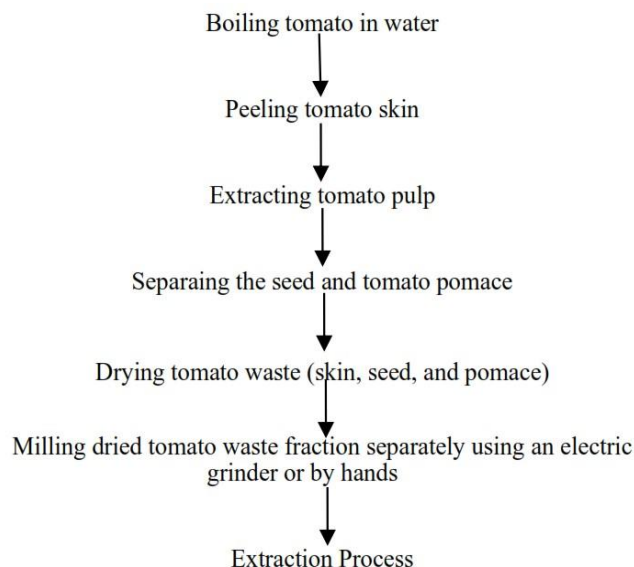 Boiling tomato in water
Peeling tomato skin
Extracting tomato pulp
Separaing the seed and tomato pomace
Drying tomato waste (skin, seed, and pomace)
Milling dried tomato waste fraction separately using an electric
grinder or by hands
Extraction Process